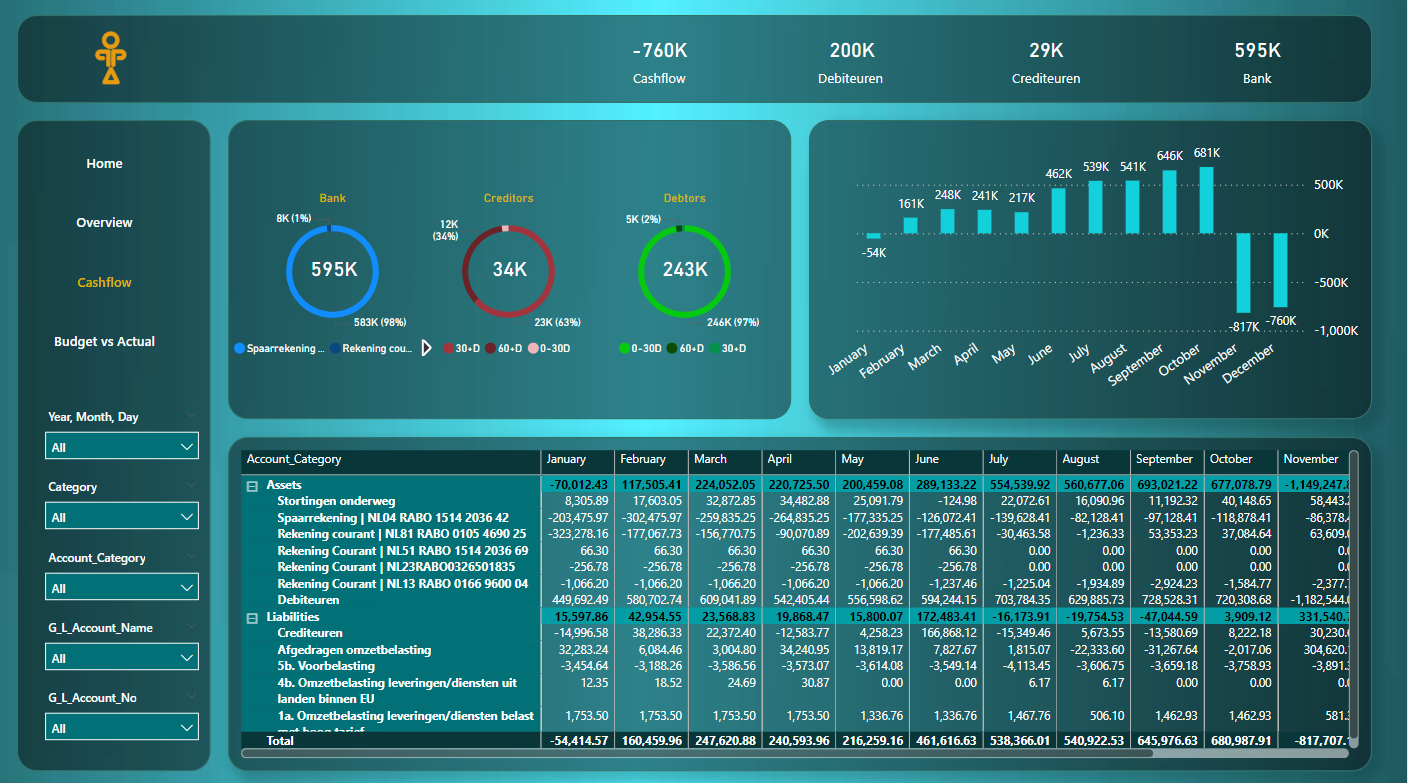 -760K 200K 29K 595K
Cashflow Debiteuren Crediteuren Bank
Home
Overview
Cashflow
Budget vs Actual
Year, Month, Day
All
Category
All
Account_Category
All
G_L_Account_Name
All
G_L_Account_No
All
Bank
8K (1%)
595K
583K (98%)
Spaarrekening ... Rekening cou...
Creditors
12K
(34%)
34K
23K (63%)
30+D 60+D 0-30D
Debtors
5K (2%)
243K
246K (97%)
0-30D 60+D 30+D
-54K 161K 248K 241K 217K 462K 539K 541K 646K 681K -817K -760K
500K
0K
-500K
-1,000K
January February March April May June July August September October November December
Account_Category January February March April May June July August September October November
Assets -70,012.43 117,505.41 224,052.05 220,725.50 200,459.08 289,133.22 554,539.92 560,677.06 693,021.22 677,078.79 -1,149,247.8
Stortingen onderweg 8,305.89 17,603.05 32,872.85 34,482.88 25,091.79 -124.98 22,072.61 16,090.96 11,192.32 40,148.65 58,443.2
Spaarrekening | NL04 RABO 1514 2036 42 -203,475.97 -302,475.97 -259,835.25 -264,835.25 -177,335.25 -126,072.41 -139,628.41 -82,128.41 -97,128.41 -118,878.41 -86,378.4
Rekening courant | NL81 RABO 0105 4690 25 -323,278.16 -177,067.73 -156,770.75 -90,070.89 -202,639.39 -177,485.61 -30,463.58 -1,236.33 53,353.23 37,084.64 63,609.0
Rekening Courant | NL51 RABO 1514 2036 69 66.30 66.30 66.30 66.30 66.30 66.30 0.00 0.00 0.00 0.00 0.0
Rekening Courant | NL23RABO0326501835 -256.78 -256.78 -256.78 -256.78 -256.78 -256.78 0.00 0.00 0.00 0.00 0.0
Rekening Courant | NL13 RABO 0166 9600 04 -1,066.20 -1,066.20 -1,066.20 -1,066.20 -1,066.20 -1,237.46 -1,225.04 -1,934.89 -2,924.23 -1,584.77 -2,377.
Debiteuren 449,692.49 580,702.74 609,041.89 542,405.44 556,598.62 594,244.15 703,784.35 629,885.73 728,528.31 720,308.68 -1,182,544.
Liabilities 15,597.86 42,954.55 23,568.83 19,868.47 15,800.07 172,483.41 -16,173.91 -19,754.53 -47,044.59 3,909.12 331,540.
Crediteuren -14,996.58 38,286.33 22,372.40 -12,583.77 4,258.23 166,868.12 -15,349.46 5,673.55 -13,580.69 8,222.18 30,230.
Afgedragen omzetbelasting 32,283.24 6,084.46 3,004.80 34,240.95 13,819.17 7,827.67 1,815.07 -22,333.60 -31,267.64 -2,017.06 304,620.
5b. Voorbelasting -3,454.64 -3,188.26 -3,586.56 -3,573.07 -3,614.08 -3,549.14 -4,113.45 -3,606.75 -3,659.18 -3,758.93 -3,891.
4b. Omzetbelasting leveringen/diensten uit 12.35 18.52 24.69 30.87 0.00 0.00 6.17 6.17 0.00 0.00 0.0
landen binnen EU
1a. Omzetbelasting leveringen/diensten belast 1,753.50 1,753.50 1,753.50 1,753.50 1,336.76 1,336.76 1,467.76 506.10 1,462.93 1,462.93 581.
met hoog tarief
Total -54,414.57 160,459.96 247,620.88 240,593.96 216,259.16 461,616.63 538,366.01 540,922.53 645,976.63 680,987.91 -817,707.